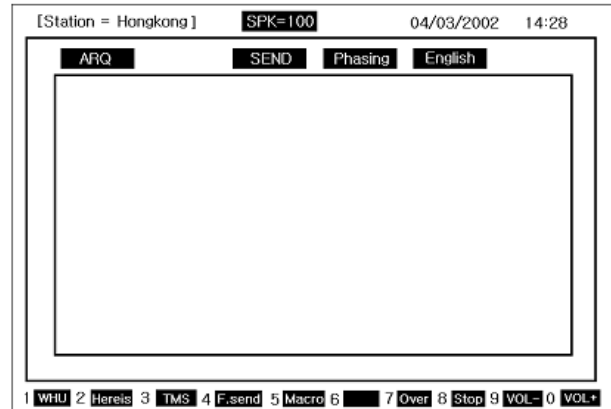 [Station = Hongkong] SPK=100 04/03/2002 14:28
ARQ SEND Phasing English
1 WHU 2 Hereis 3 TMS 4 F.send 5 Macro 6 7 Over 8 Stop 9 VOL- 0 VOL+